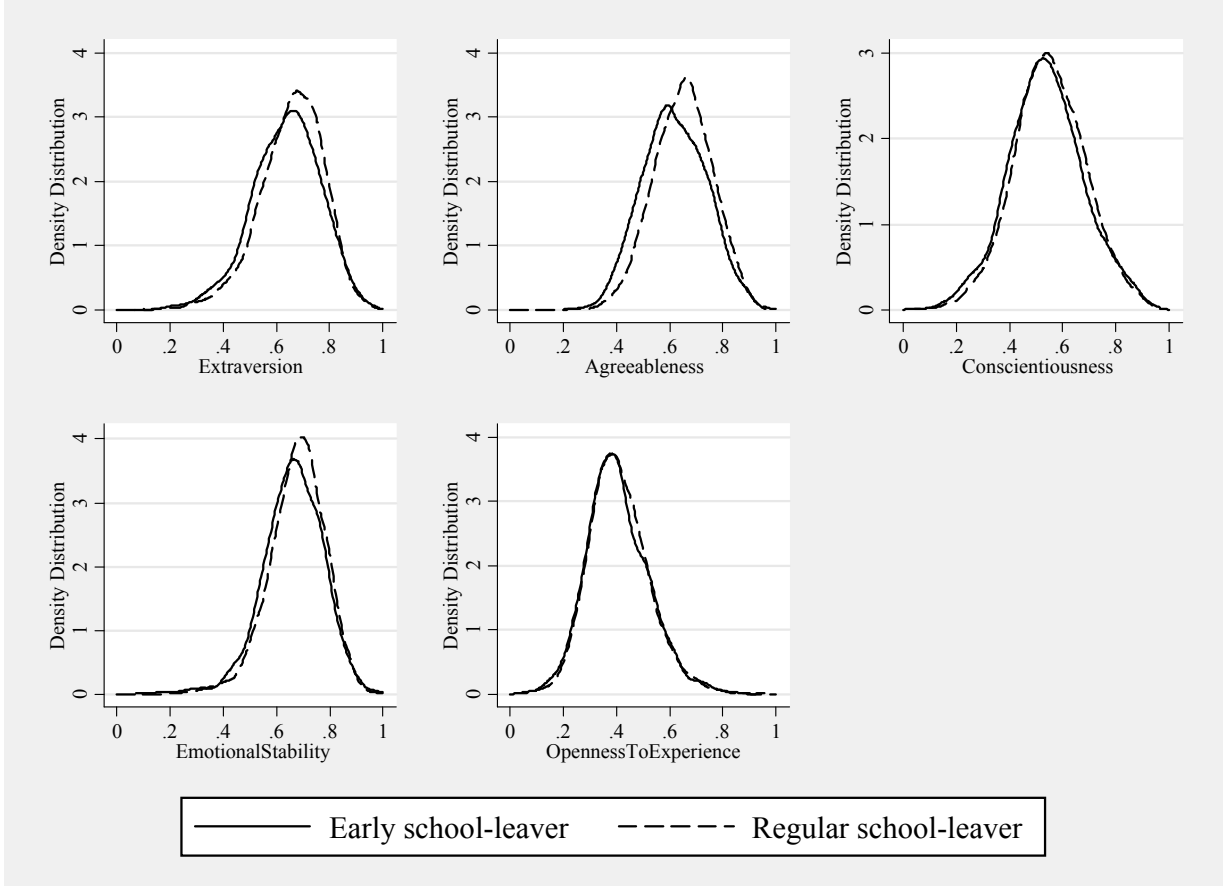 Density Distribution
0 1 2 3 4
0 .2 .4 .6 .8 1
Extraversion
Density Distribution
0 1 2 3 4
0 .2 .4 .6 .8 1
Agreeableness
Density Distribution
0 1 2 3
0 .2 .4 .6 .8 1
Conscientiousness
Density Distribution
0 1 2 3 4
0 .2 .4 .6 .8 1
EmotionalStability
Density Distribution
0 1 2 3 4
0 .2 .4 .6 .8 1
OpennessToExperience
Early school-leaver Regular school-leaver